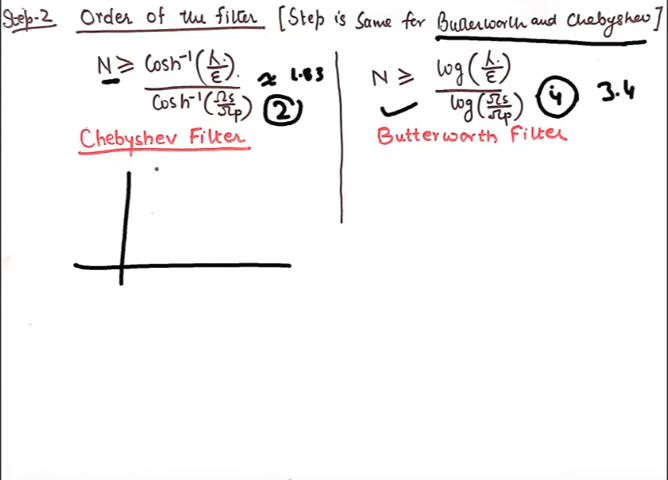 Step-2 Order of the filter [Step is Same for Butterworth and Chebyshev]
N ≥ Cosh⁻¹(λ/ε) / Cosh⁻¹(Ωs/Ωp) ≈ 1.83 2
Chebyshev Filter
N ≥ log(λ/ε) / log(Ωs/Ωp) 4 3.4
Butterworth Filter